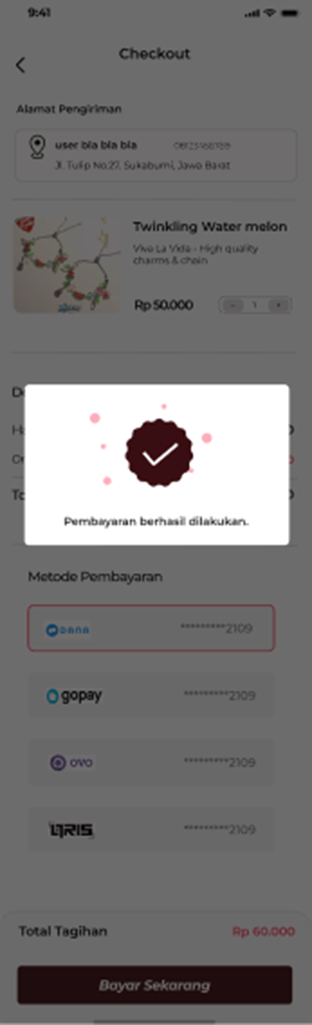 9:41
Checkout
Alamat Pengiriman
user bla bla bla
Jl. Tulip No.27, Sukabumi, Jawa Barat
Twinkling Water melon
Viva La Vida - High quality
charms & chain
Rp 50.000
- 1 +
Pembayaran berhasil dilakukan.
Metode Pembayaran
DANA *********2109
gopay *********2109
OVO *********2109
QRIS *********2109
Total Tagihan Rp 60.000
Bayar Sekarang